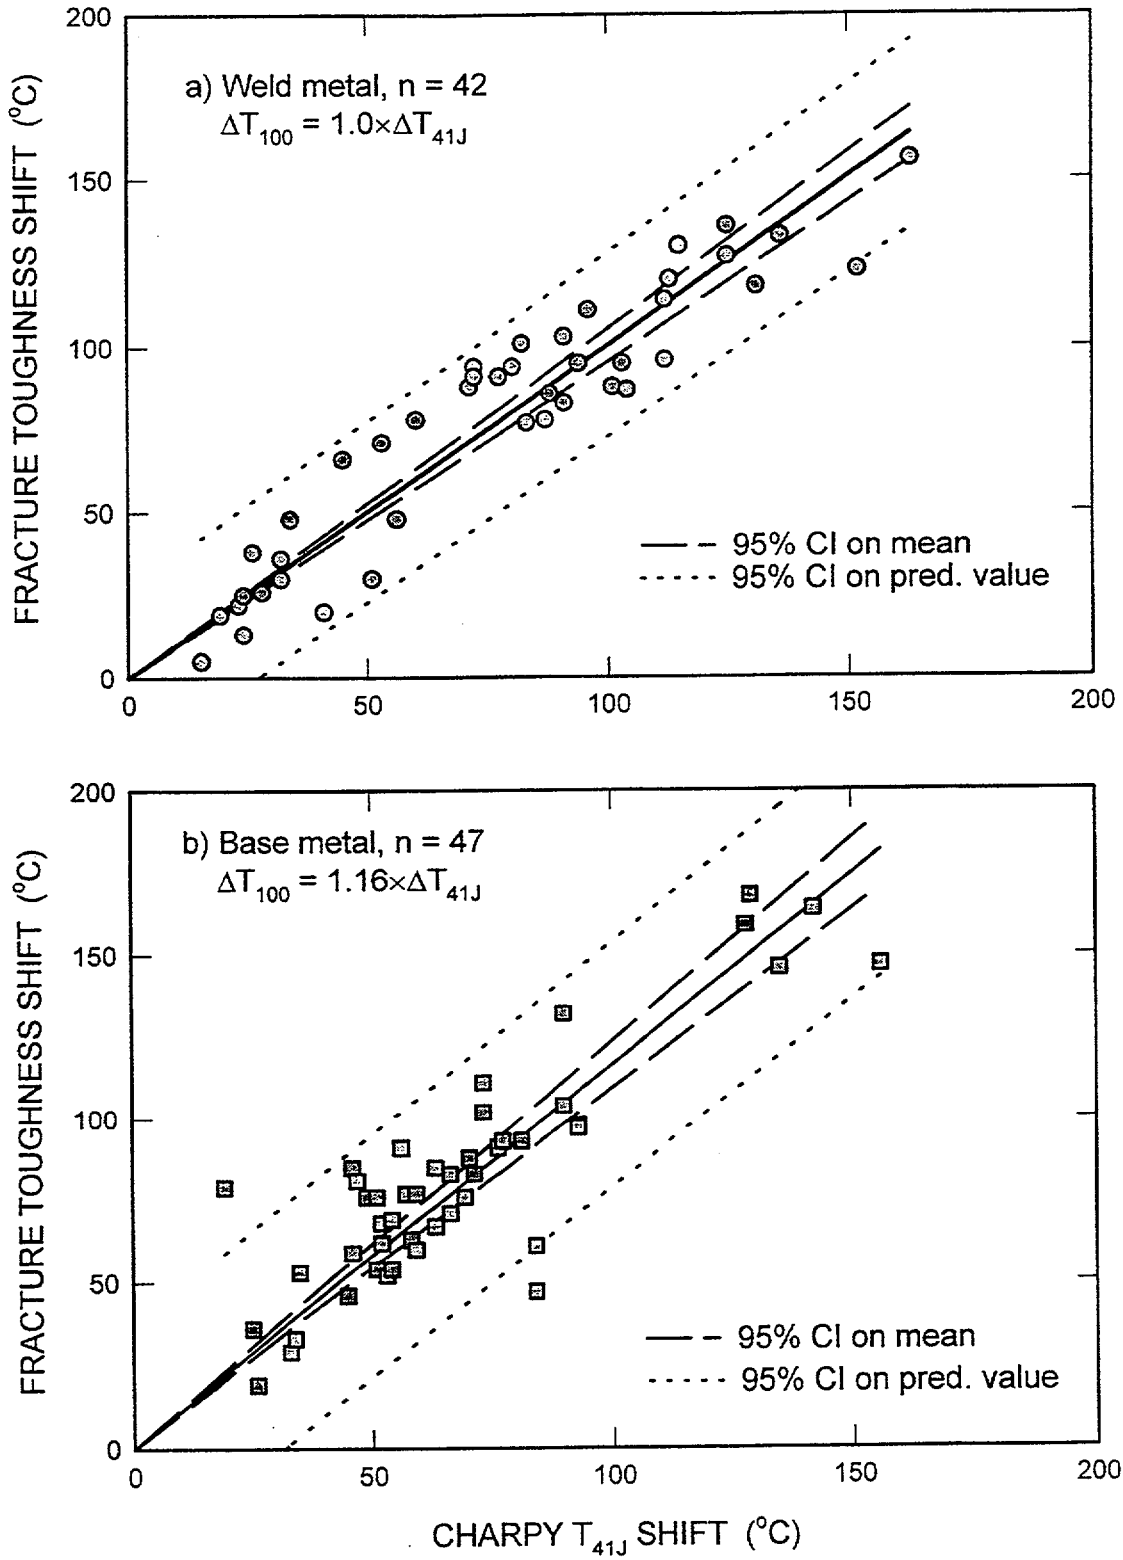 200
a) Weld metal, n = 42
ΔT₁₀₀ = 1.0×ΔT₄₁J
150
100
50
0
FRACTURE TOUGHNESS SHIFT (°C)
95% CI on mean
95% CI on pred. value
0 50 100 150 200
200
b) Base metal, n = 47
ΔT₁₀₀ = 1.16×ΔT₄₁J
150
100
50
0
FRACTURE TOUGHNESS SHIFT (°C)
95% CI on mean
95% CI on pred. value
0 50 100 150 200
CHARPY T₄₁J SHIFT (°C)